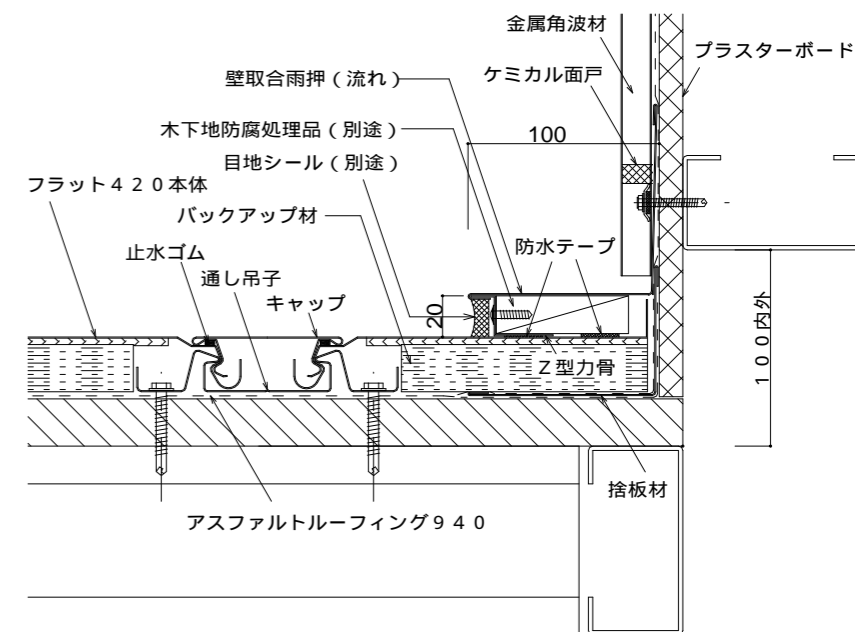 金属角波材
プラスターボード
ケミカル面戸
壁取合雨押（流れ）
木下地防腐処理品（別途）
100
目地シール（別途）
フラット４２０本体
バックアップ材
止水ゴム
防水テープ
通し吊子
キャップ
20
１００内外
Ｚ型力骨
捨板材
アスファルトルーフィング９４０